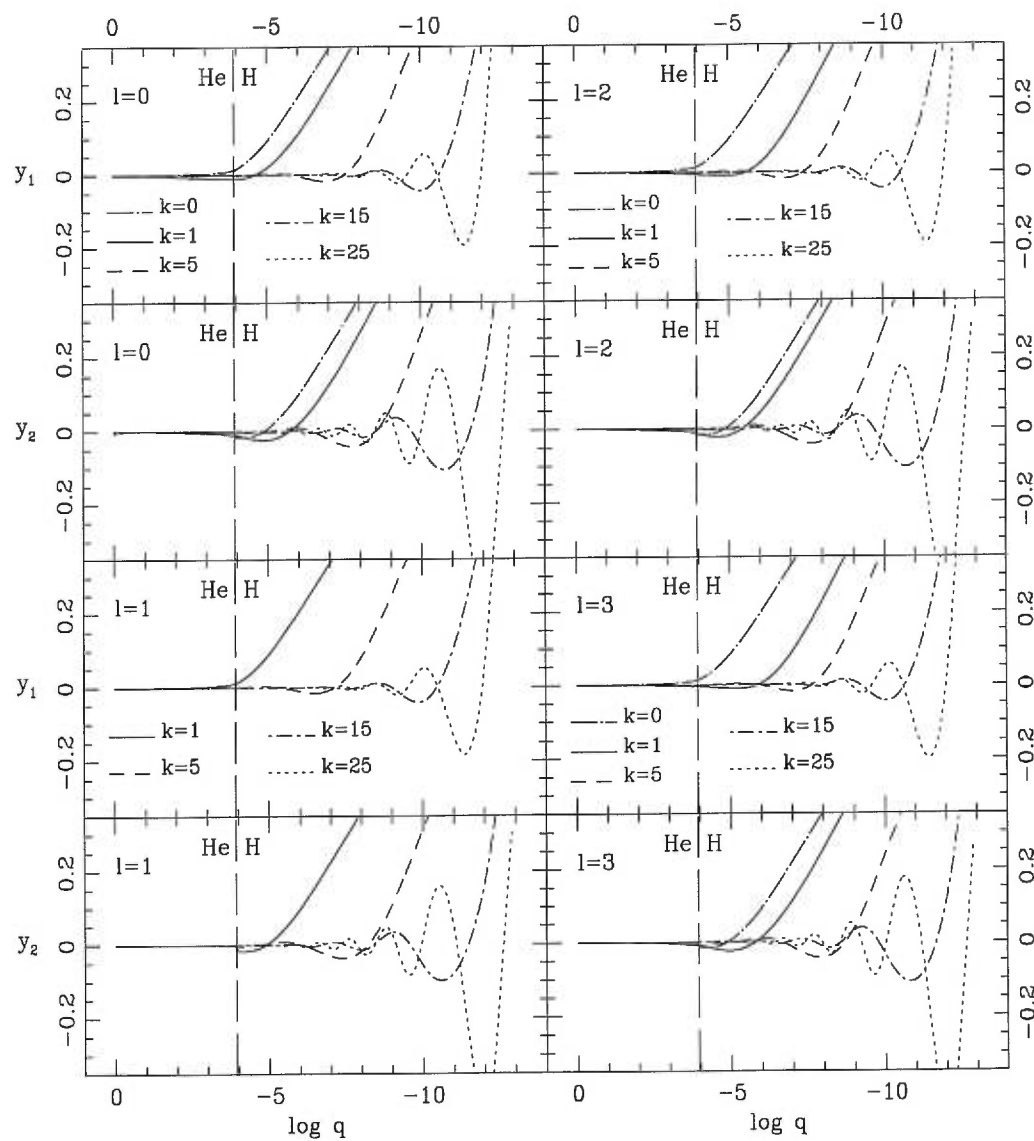 0 -5 -10 0 -5 -10
He H He H
l=0 l=2
0.2 0.2
y₁ 0 0
k=0 k=15 k=0 k=15
k=1 k=1
k=5 k=25 k=5 k=25
-0.2 -0.2
He H He H
l=0 l=2
0.2 0.2
y₂ 0 0
-0.2 -0.2
He H He H
l=1 l=3
0.2 0.2
y₁ 0 0
k=1 k=15 k=0 k=15
k=5 k=25 k=1 k=25
k=5
-0.2 -0.2
He H He H
l=1 l=3
0.2 0.2
y₂ 0 0
-0.2 -0.2
0 -5 -10 0 -5 -10
log q log q